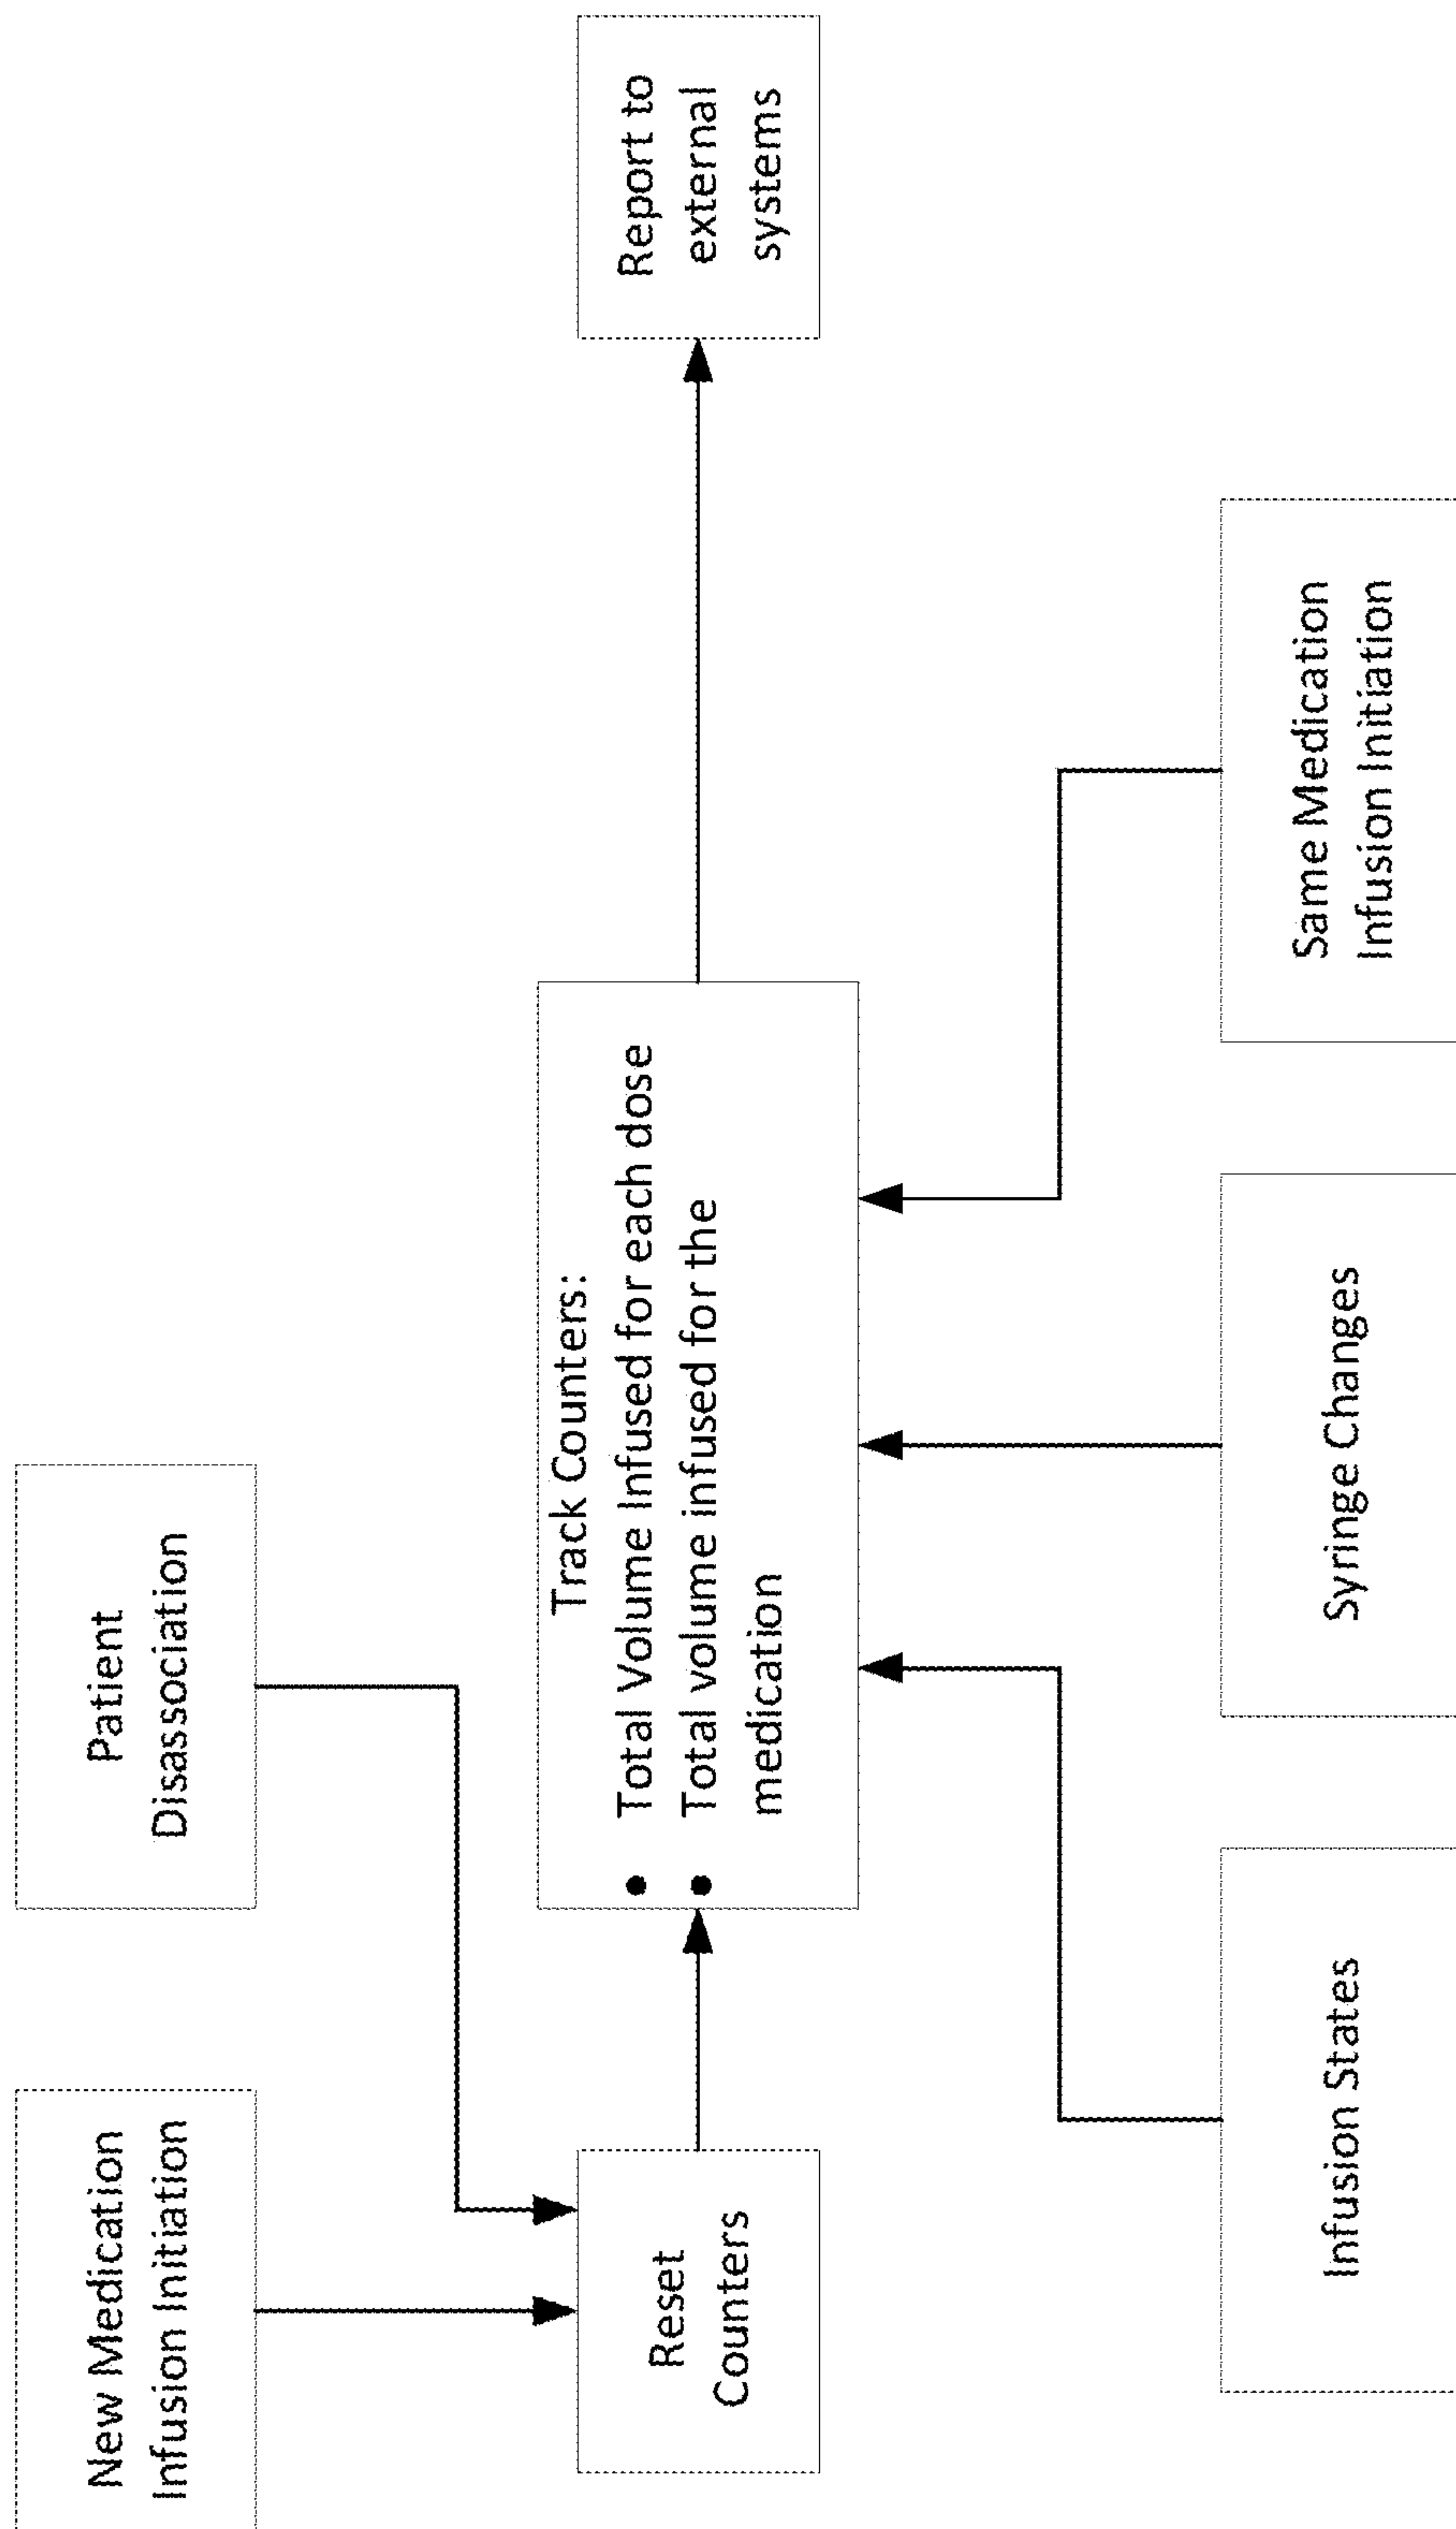 New Medication
Infusion Initiation
Patient
Disassociation
Reset
Counters
Track Counters:
• Total Volume Infused for each dose
• Total volume infused for the
medication
Report to
external
systems
Infusion States
Syringe Changes
Same Medication
Infusion Initiation